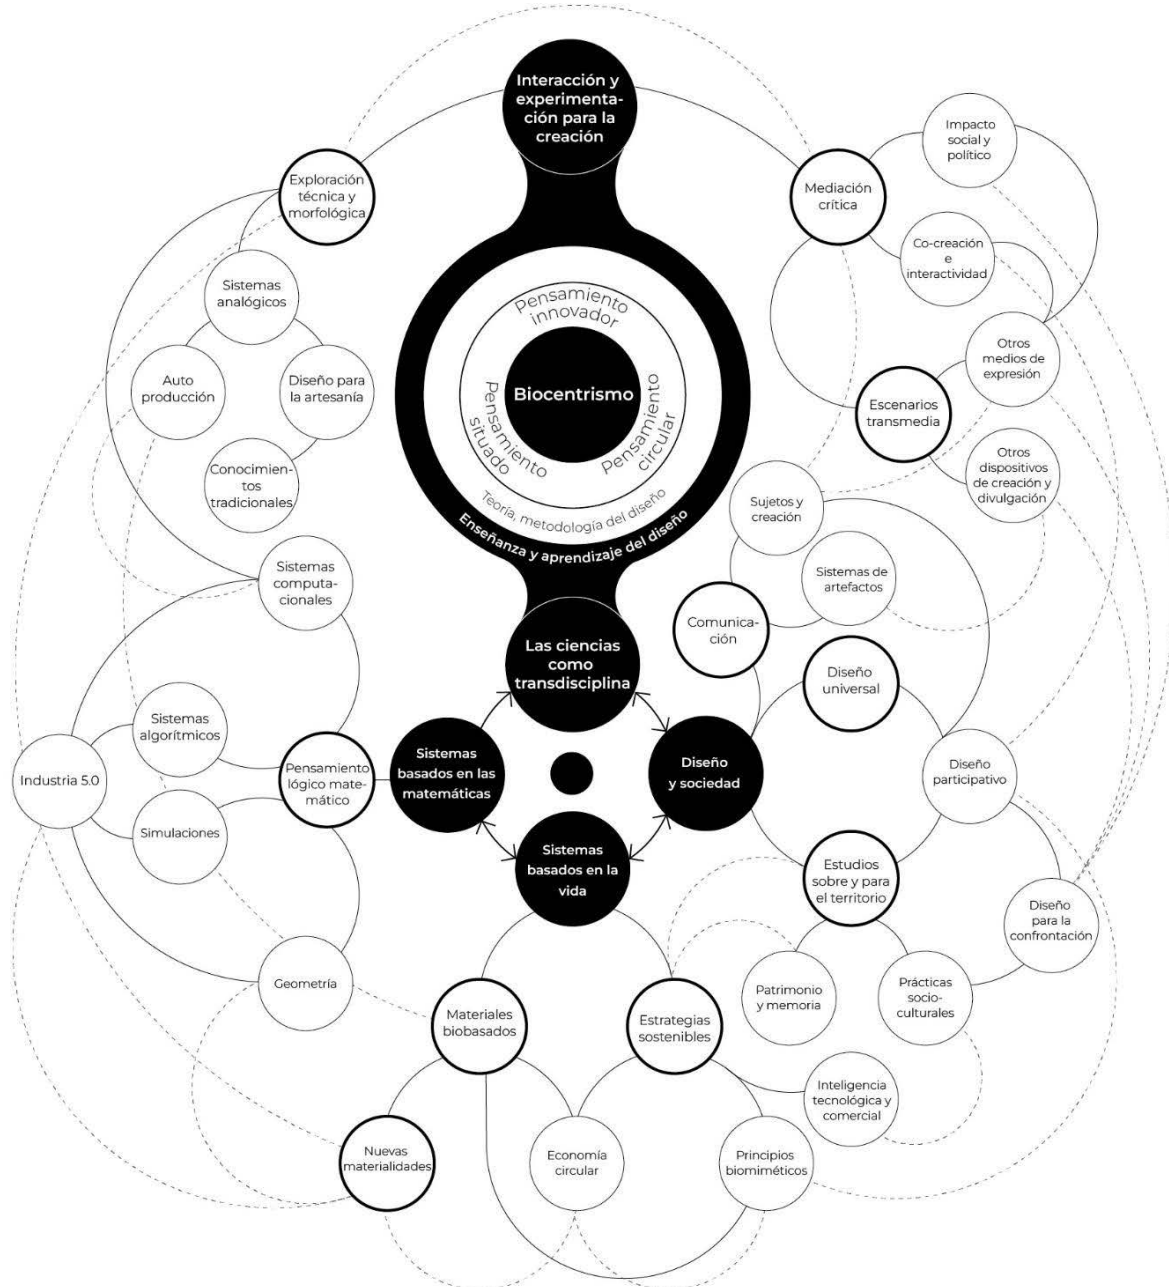 Interacción y
experimenta-
ción para la
creación
Exploración
técnica y
morfológica
Mediación
crítica
Impacto
social y
político
Co-creación
e
interactividad
Sistemas
analógicos
Auto
producción
Diseño para
la artesanía
Conocimien-
tos
tradicionales
Pensamiento
innovador
Biocentrismo
Pensamiento
situado
Pensamiento
circular
Teoría, metodología del diseño
Enseñanza y aprendizaje del diseño
Otros
medios de
expresión
Escenarios
transmedia
Otros
dispositivos
de creación y
divulgación
Sujetos y
creación
Sistemas de
artefactos
Comunica-
ción
Sistemas
computa-
cionales
Las ciencias
como
transdisciplina
Diseño
universal
Sistemas
algorítmicos
Industria 5.0
Pensamiento
lógico mate-
mático
Simulaciones
Sistemas
basados en las
matemáticas
Diseño
y sociedad
Diseño
participativo
Sistemas
basados en la
vida
Estudios
sobre y para
el territorio
Diseño
para la
confrontación
Geometría
Materiales
biobasados
Estrategias
sostenibles
Patrimonio
y memoria
Prácticas
socio-
culturales
Inteligencia
tecnológica y
comercial
Nuevas
materialidades
Economía
circular
Principios
biomiméticos